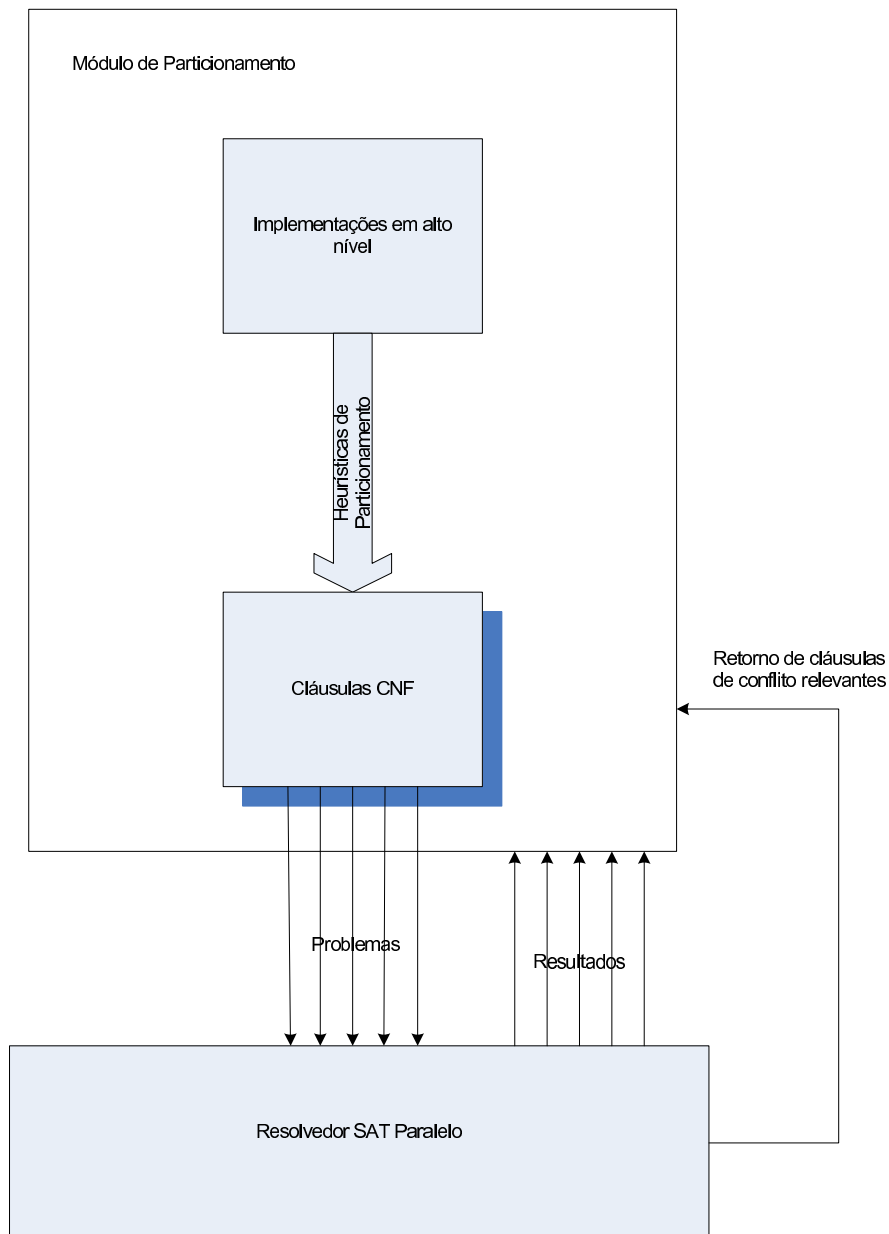 Módulo de Particionamento
Implementações em alto
nível
Heurísticas de
Particionamento
Cláusulas CNF
Retorno de cláusulas
de conflito relevantes
Problemas
Resultados
Resolvedor SAT Paralelo